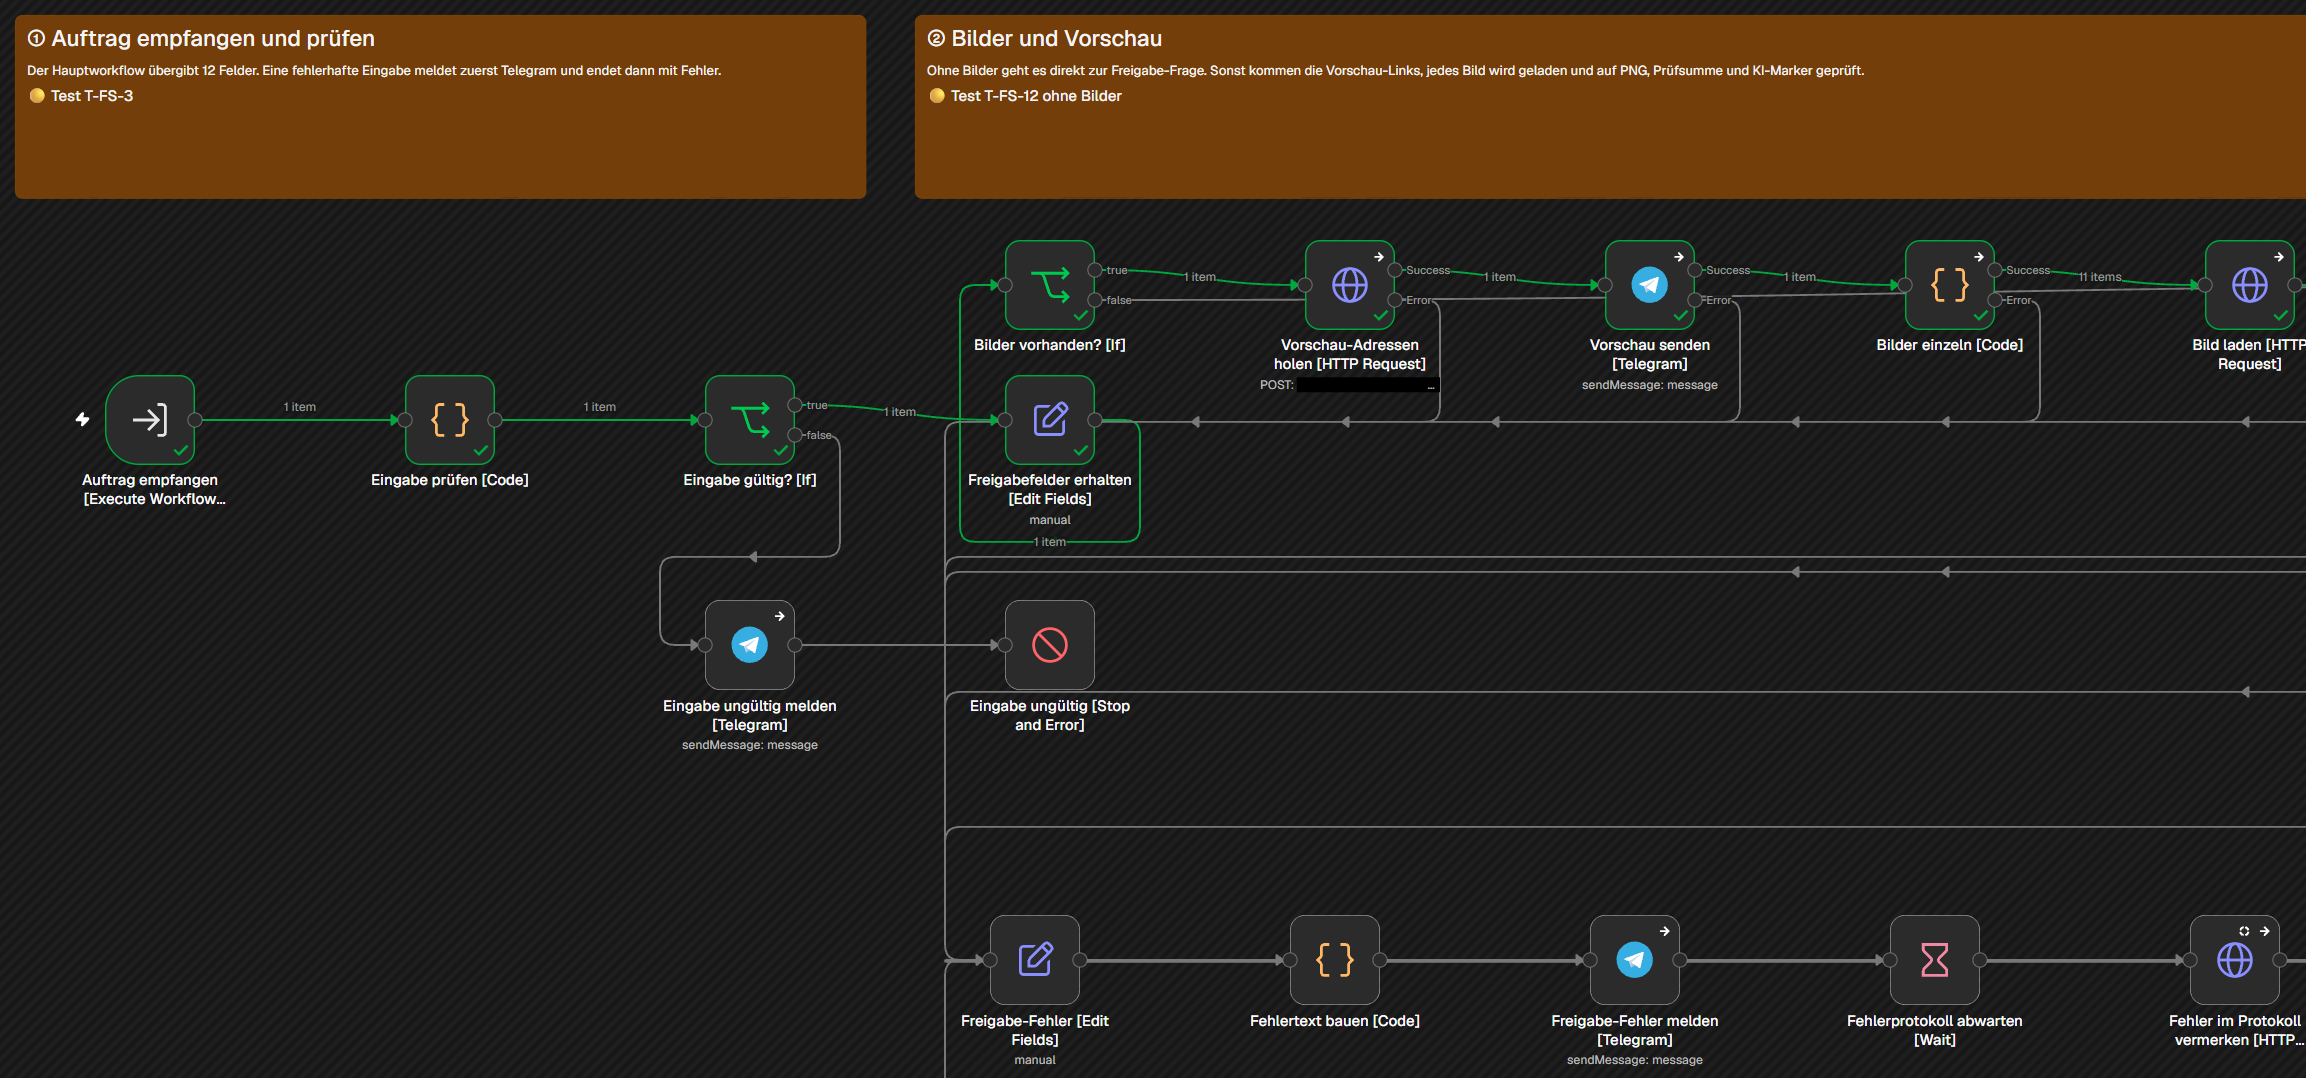 ① Auftrag empfangen und prüfen
Der Hauptworkflow übergibt 12 Felder. Eine fehlerhafte Eingabe meldet zuerst Telegram und endet dann mit Fehler.
Test T-FS-3
② Bilder und Vorschau
Ohne Bilder geht es direkt zur Freigabe-Frage. Sonst kommen die Vorschau-Links, jedes Bild wird geladen und auf PNG, Prüfsumme und KI-Marker geprüft.
Test T-FS-12 ohne Bilder
true
1 item
false
Success
1 item
Error
Success
1 item
Error
Success
11 items
Error
Bilder vorhanden? [If]
Vorschau-Adressen
holen [HTTP Request]
POST:
...
Vorschau senden
[Telegram]
sendMessage: message
Bilder einzeln [Code]
Bild laden [HTTP
Request]
1 item
1 item
true
1 item
false
Auftrag empfangen
[Execute Workflow...
Eingabe prüfen [Code]
Eingabe gültig? [If]
Freigabefelder erhalten
[Edit Fields]
manual
1 item
Eingabe ungültig melden
[Telegram]
sendMessage: message
Eingabe ungültig [Stop
and Error]
Freigabe-Fehler [Edit
Fields]
manual
Fehlertext bauen [Code]
Freigabe-Fehler melden
[Telegram]
sendMessage: message
Fehlerprotokoll abwarten
[Wait]
Fehler im Protokoll
vermerken [HTTP...